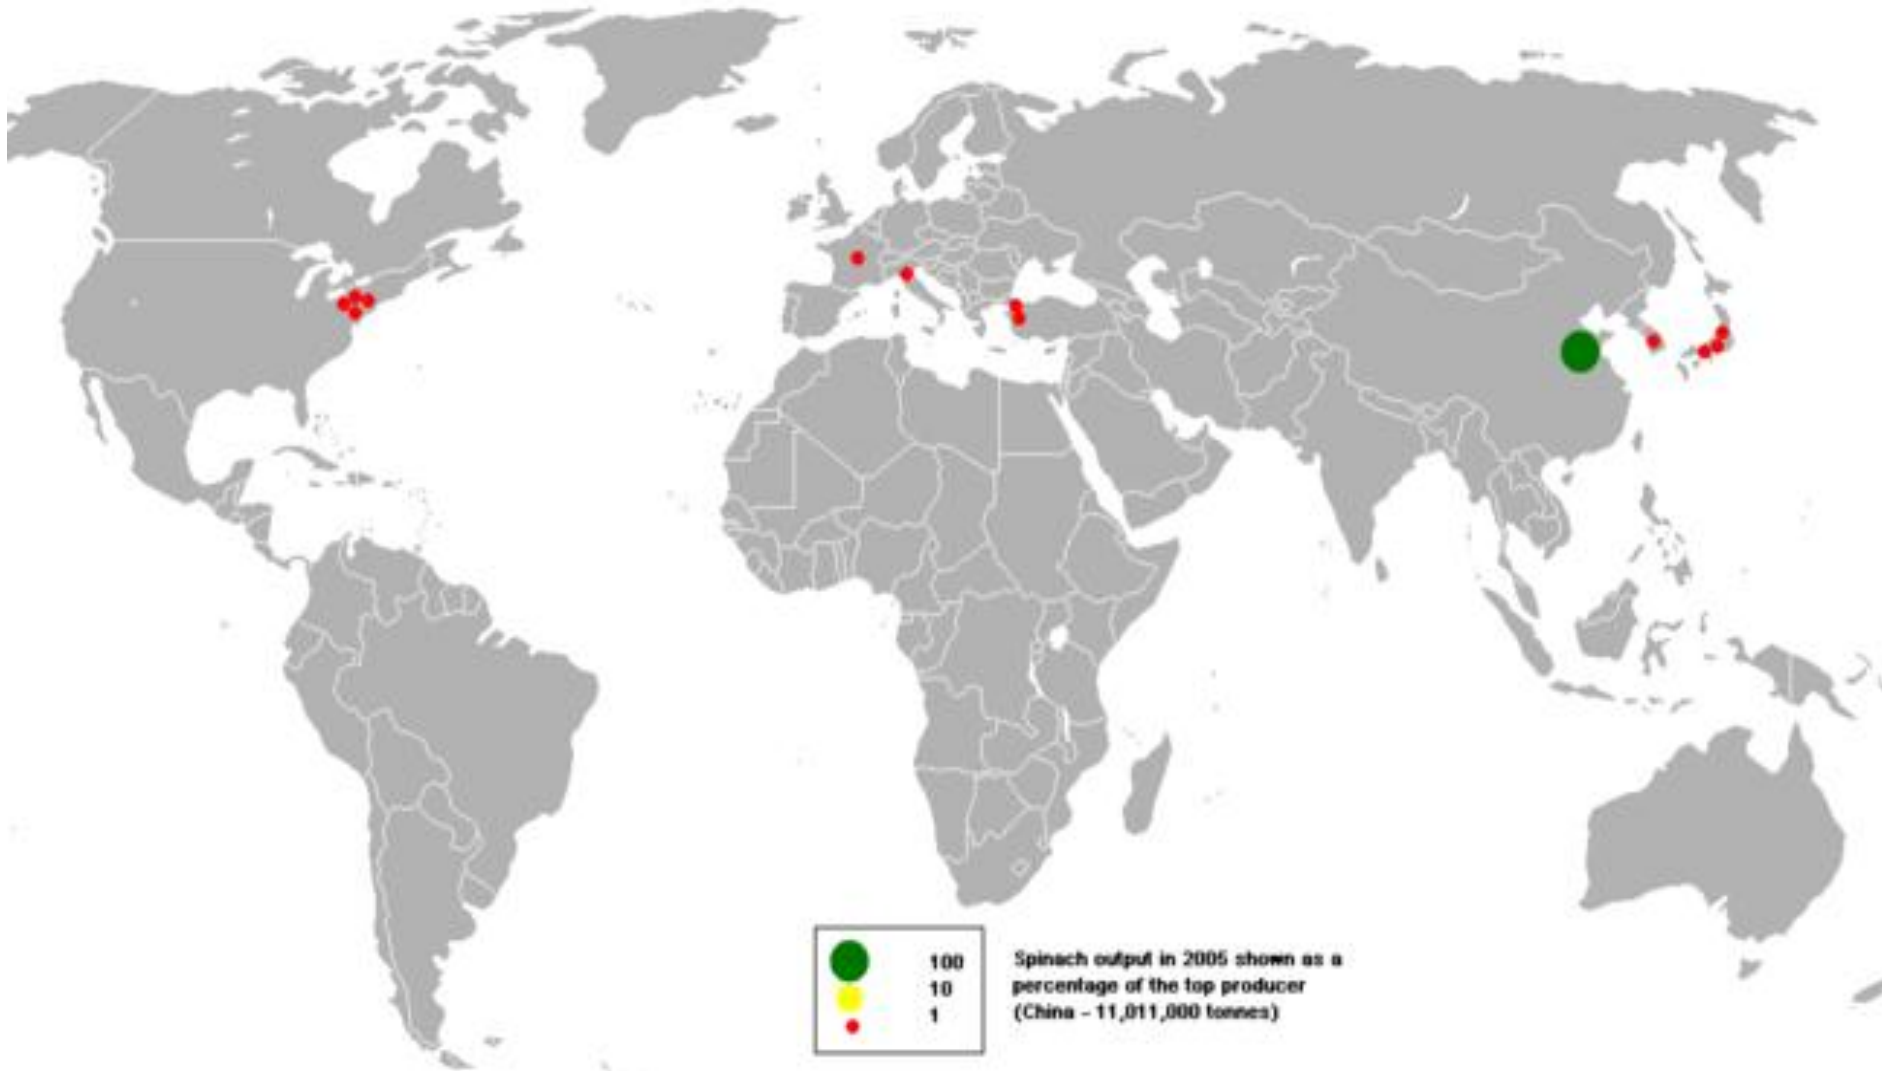 100
10
1
Spinach output in 2005 shown as a
percentage of the top producer
(China - 11,011,000 tonnes)